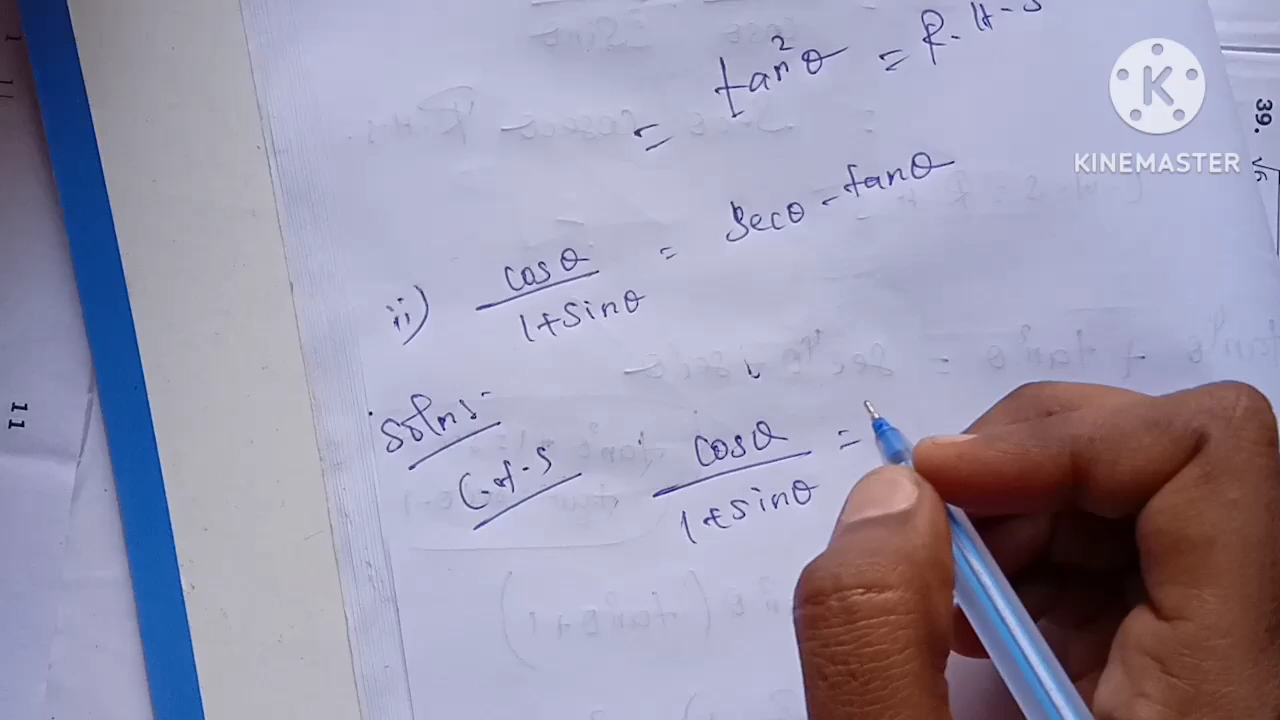 = tan²θ = R.H-S
KINEMASTER
39.
ii) cosθ/1+sinθ = secθ - tanθ
soln:-
L.H-S cosθ/1+sinθ =
11